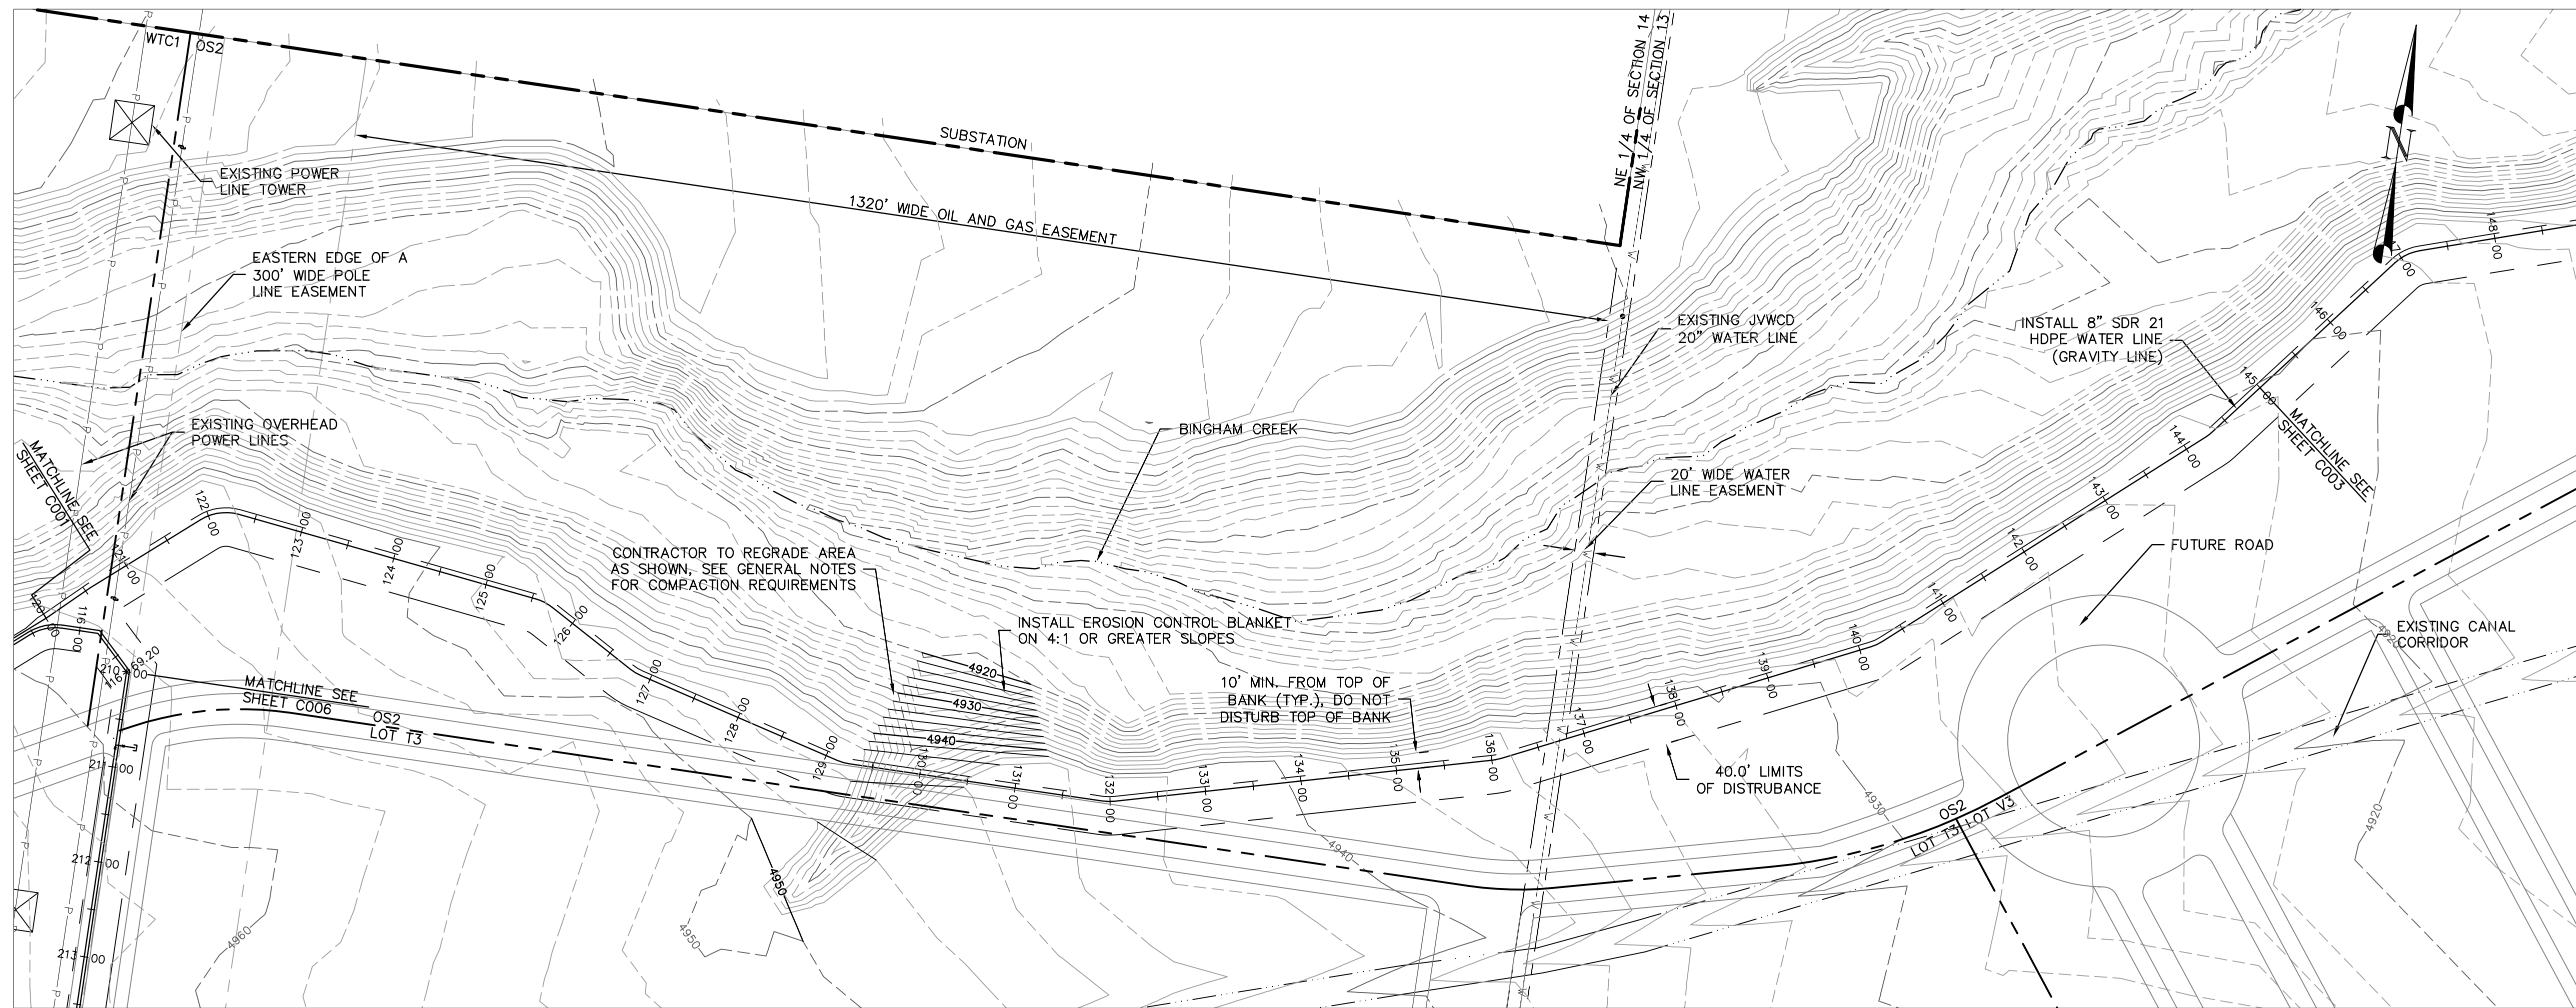 WTC1
OS2
EXISTING POWER
LINE TOWER
SUBSTATION
1320' WIDE OIL AND GAS EASEMENT
NE 1/4 OF SECTION 14
NW 1/4 OF SECTION 13
N
EASTERN EDGE OF A
300' WIDE POLE
LINE EASEMENT
EXISTING JVWCD
20" WATER LINE
INSTALL 8" SDR 21
HDPE WATER LINE
(GRAVITY LINE)
EXISTING OVERHEAD
POWER LINES
MATCHLINE SEE
SHEET C001
BINGHAM CREEK
20' WIDE WATER
LINE EASEMENT
MATCHLINE SEE
SHEET C003
CONTRACTOR TO REGRADE AREA
AS SHOWN, SEE GENERAL NOTES
FOR COMPACTION REQUIREMENTS
INSTALL EROSION CONTROL BLANKET
ON 4:1 OR GREATER SLOPES
FUTURE ROAD
EXISTING CANAL
CORRIDOR
10' MIN. FROM TOP OF
BANK (TYP.), DO NOT
DISTURB TOP OF BANK
40.0' LIMITS
OF DISTRUBANCE
MATCHLINE SEE
SHEET C006
OS2
LOT T3
OS2
LOT T3
LOT V3
116+00
120+00
121+00
122+00
123+00
124+00
125+00
126+00
127+00
128+00
129+00
130+00
131+00
132+00
133+00
134+00
135+00
136+00
137+00
138+00
139+00
140+00
141+00
142+00
143+00
144+00
145+00
146+00
147+00
148+00
210+00
211+00
212+00
213+00
4920
4930
4940
4950
4950
4960
4940
4930
4920
4920
P
P
P
P
P
P
P
P
P
P
W
W
W
W
W
W
W
W